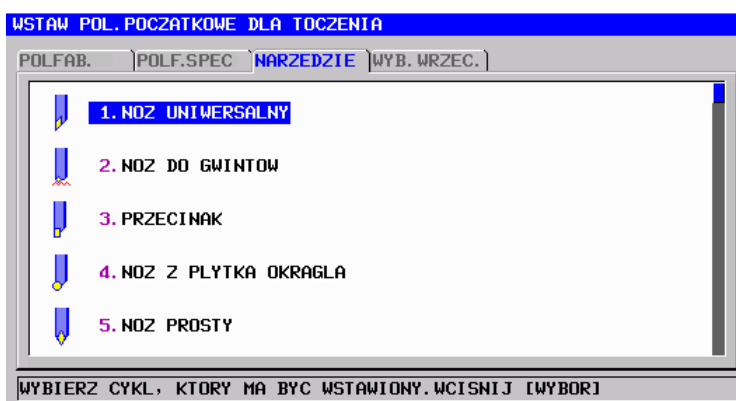 WSTAW POL.POCZATKOWE DLA TOCZENIA
POLFAB. POLF.SPEC NARZEDZIE WYB.WRZEC.
1.NOZ UNIWERSALNY
2.NOZ DO GWINTOW
3.PRZECINAK
4.NOZ Z PLYTKA OKRAGLA
5.NOZ PROSTY
WYBIERZ CYKL, KTORY MA BYC WSTAWIONY.WCISNIJ [WYBOR]